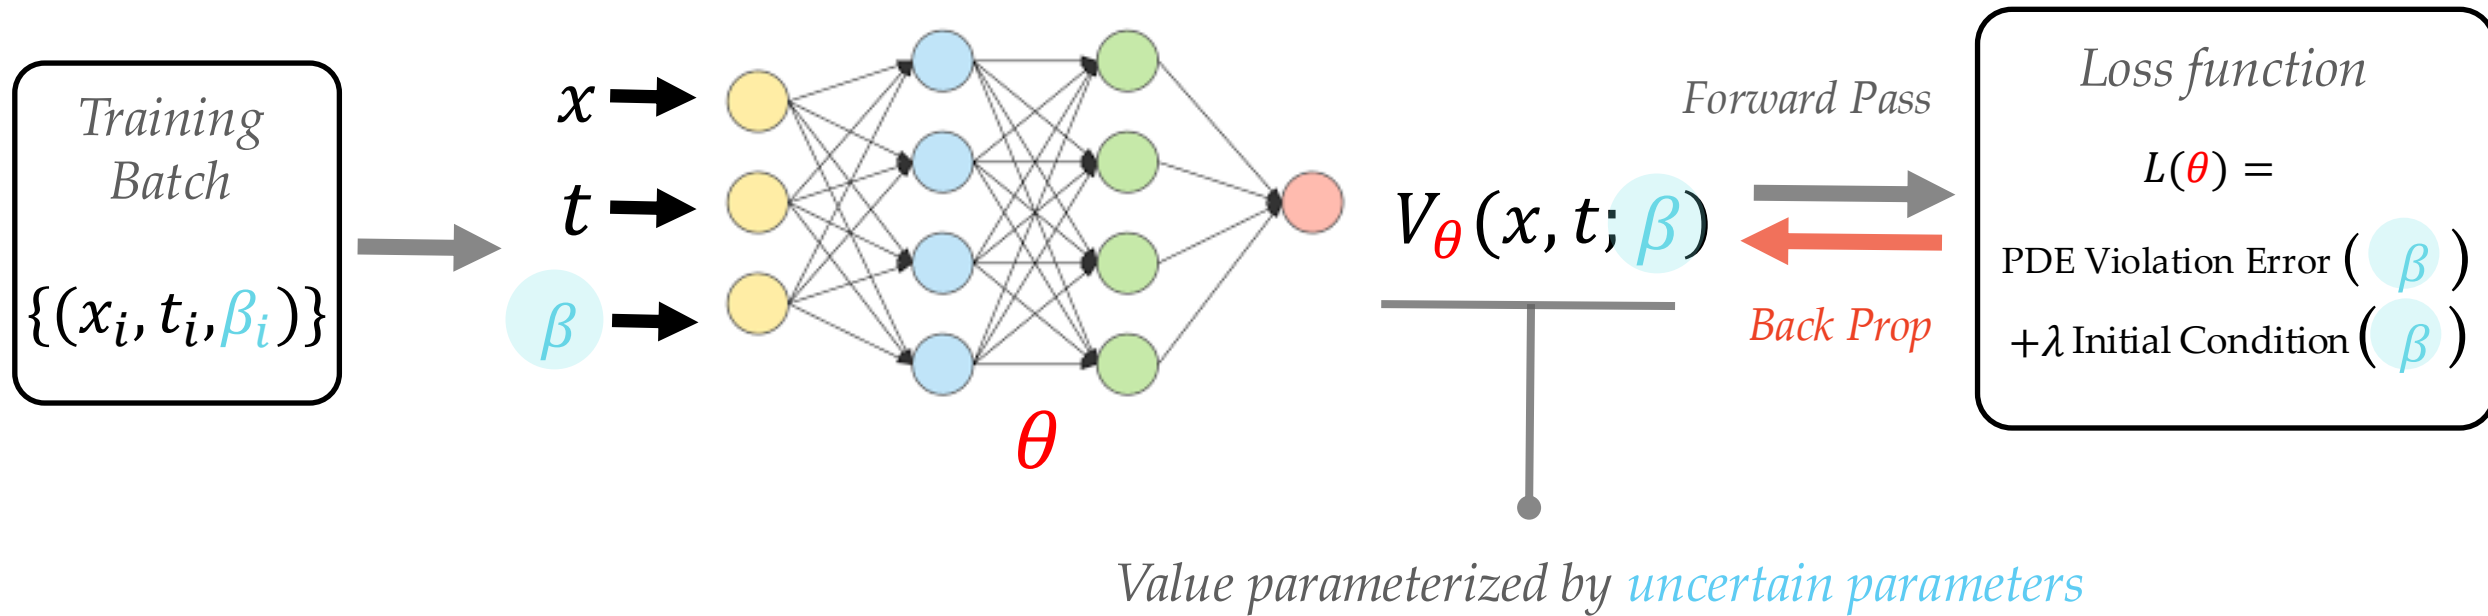 Training
Batch
{(xᵢ, tᵢ, βᵢ)}
x
t
β
θ
V_θ(x, t; β)
Forward Pass
Back Prop
Loss function
L(θ) =
PDE Violation Error ( β )
+λ Initial Condition ( β )
Value parameterized by uncertain parameters